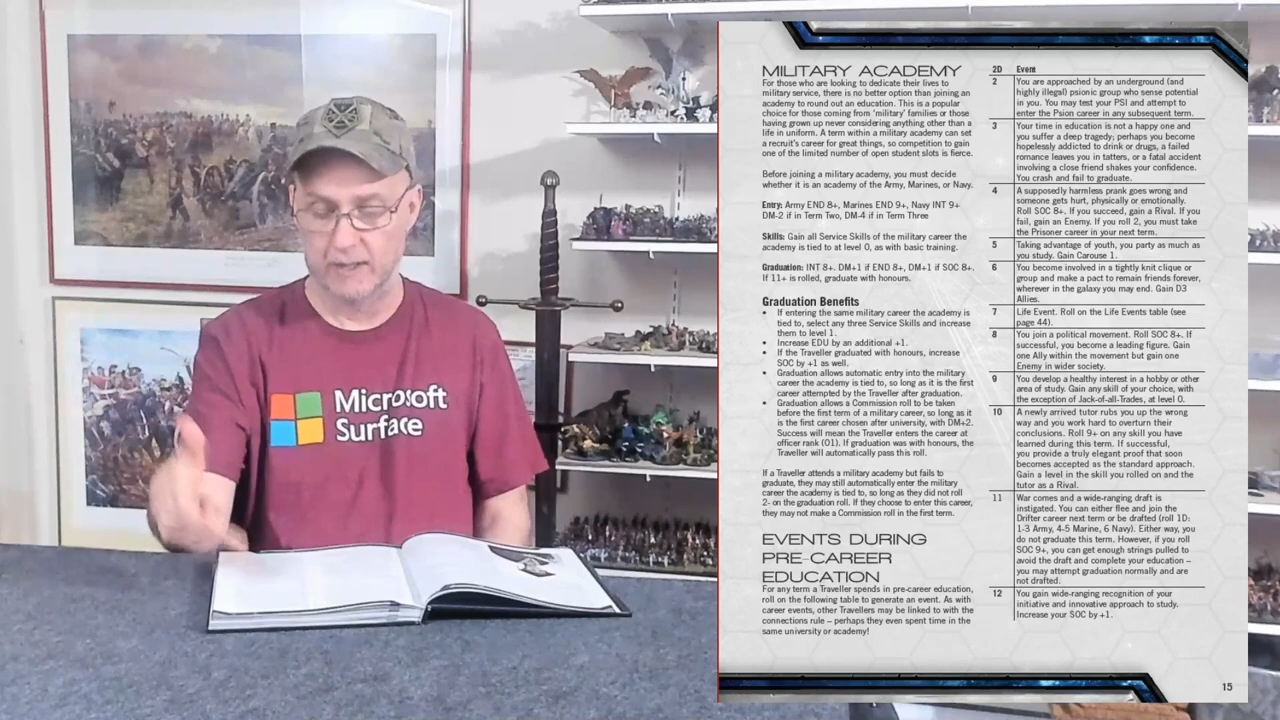 Microsoft
Surface
MILITARY ACADEMY
For those who are looking to dedicate their lives to
military service, there is no better option than joining an
academy to round out an education. This is a popular
choice for those coming from 'military' families or those
having grown up never considering anything other than a
life in uniform. A term within a military academy can set
a recruit's career for great things, so competition to gain
one of the limited number of open student slots is fierce.
Before joining a military academy, you must decide
whether it is an academy of the Army, Marines, or Navy.
Entry: Army END 8+, Marines END 9+, Navy INT 9+
DM-2 if in Term Two, DM-4 if in Term Three
Skills: Gain all Service Skills of the military career the
academy is tied to at level 0, as with basic training.
Graduation: INT 8+. DM+1 if END 8+, DM+1 if SOC 8+.
If 11+ is rolled, graduate with honours.
Graduation Benefits
• If entering the same military career the academy is
tied to, select any three Service Skills and increase
them to level 1.
• Increase EDU by an additional +1.
• If the Traveller graduated with honours, increase
SOC by +1 as well.
• Graduation allows automatic entry into the military
career the academy is tied to, so long as it is the first
career attempted by the Traveller after graduation.
• Graduation allows a Commission roll to be taken
before the first term of a military career, so long as
it is the first career chosen after university, with DM+2.
Success will mean the Traveller enters the career at
officer rank (O1). If graduation was with honours, the
Traveller will automatically pass this roll.
If a Traveller attends a military academy but fails to
graduate, they may still automatically enter the military
career the academy is tied to, so long as they did not roll
2- on the graduation roll. If they choose to enter this career,
they may not make a Commission roll in the first term.
EVENTS DURING
PRE-CAREER
EDUCATION
For any term a Traveller spends in pre-career education,
roll on the following table to generate an event. As with
career events, other Travellers may be linked to with the
connections rule – perhaps they even spent time in the
same university or academy!
2D Event
2 You are approached by an underground (and
highly illegal) psionic group who sense potential
in you. You may test your PSI and attempt to
enter the Psion career in any subsequent term.
3 Your time in education is not a happy one and
you suffer a deep tragedy; perhaps you become
hopelessly addicted to drink or drugs, a failed
romance leaves you in tatters, or a fatal accident
involving a close friend shakes your confidence.
You crash and fail to graduate.
4 A supposedly harmless prank goes wrong and
someone gets hurt, physically or emotionally.
Roll SOC 8+. If you succeed, gain a Rival. If you
fail, gain an Enemy. If you roll 2, you must take
the Prisoner career in your next term.
5 Taking advantage of youth, you party as much as
you study. Gain Carouse 1.
6 You become involved in a tightly knit clique or
group and make a pact to remain friends forever,
wherever in the galaxy you may end. Gain D3
Allies.
7 Life Event. Roll on the Life Events table (see
page 44).
8 You join a political movement. Roll SOC 8+. If
successful, you become a leading figure. Gain
one Ally within the movement but gain one
Enemy in wider society.
9 You develop a healthy interest in a hobby or other
area of study. Gain any skill of your choice, with
the exception of Jack-of-all-Trades, at level 0.
10 A newly arrived tutor rubs you up the wrong
way and you work hard to overturn their
conclusions. Roll 9+ on any skill you have
learned during this term. If successful,
you provide a truly elegant proof that soon
becomes accepted as the standard approach.
Gain a level in the skill you rolled on and the
tutor as a Rival.
11 War comes and a wide-ranging draft is
instigated. You can either flee and join the
Drifter career next term or be drafted (roll 1D:
1-3 Army, 4-5 Marine, 6 Navy). Either way, you
do not graduate this term. However, if you roll
SOC 9+, you can get enough strings pulled to
avoid the draft and complete your education –
you may attempt graduation normally and are
not drafted.
12 You gain wide-ranging recognition of your
initiative and innovative approach to study.
Increase your SOC by +1.
15